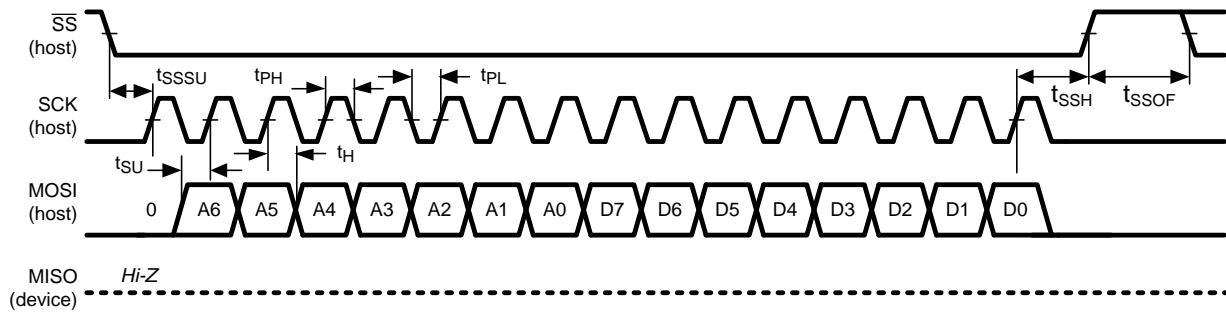 SS
(host)
tSSSU
tPH
tPL
tSSH
tSSOF
SCK
(host)
tSU
tH
MOSI
(host)
0 A6 A5 A4 A3 A2 A1 A0 D7 D6 D5 D4 D3 D2 D1 D0
MISO
(device)
Hi-Z